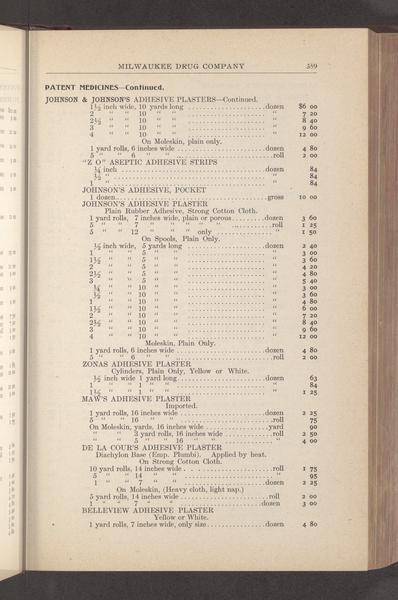 MILWAUKEE DRUG COMPANY 589
PATENT MEDICINES—Continued.
JOHNSON & JOHNSON'S ADHESIVE PLASTERS—Continued.
1½ inch wide, 10 yards long dozen $6 00
2 " " 10 " " " 7 20
2½ " " 10 " " " 8 40
3 " " 10 " " " 9 60
4 " " 10 " " " 12 00
On Moleskin, plain only.
1 yard rolls, 6 inches wide dozen 4 80
5 " " 6 " " roll 2 00
"Z O" ASEPTIC ADHESIVE STRIPS
¼ inch dozen 84
½ " " 84
1 " " 84
JOHNSON'S ADHESIVE, POCKET
1 dozen gross 10 00
JOHNSON'S ADHESIVE PLASTER
Plain Rubber Adhesive, Strong Cotton Cloth.
1 yard rolls, 7 inches wide, plain or porous dozen 3 60
5 " " 7 " " " " " roll 1 25
5 " " 12 " " " only " 1 50
On Spools, Plain Only.
½ inch wide, 5 yards long dozen 2 40
1 " " 5 " " " 3 00
1½ " " 5 " " " 3 60
2 " " 5 " " " 4 20
2½ " " 5 " " " 4 80
3 " " 5 " " " 5 40
¼ " " 10 " " " 3 00
½ " " 10 " " " 3 60
1 " " 10 " " " 4 80
1½ " " 10 " " " 6 00
2 " " 10 " " " 7 20
2½ " " 10 " " " 8 40
3 " " 10 " " " 9 60
4 " " 10 " " " 12 00
Moleskin, Plain Only.
1 yard rolls, 6 inches wide dozen 4 80
5 " " 6 " " roll 2 00
ZONAS ADHESIVE PLASTER
Cylinders, Plain Only, Yellow or White.
½ inch wide 1 yard long dozen 63
1 " " 1 " " " 84
1½ " " 1 " " " 1 25
MAW'S ADHESIVE PLASTER
Imported.
1 yard rolls, 16 inches wide dozen 2 25
5 " " 16 " " roll 75
On Moleskin, yards, 16 inches wide yard 90
" " 3 yard rolls, 16 inches wide roll 2 50
" " 5 " " 16 " " " 4 00
DE LA COUR'S ADHESIVE PLASTER
Diachylon Base (Emp. Plumbi). Applied by heat.
On Strong Cotton Cloth.
10 yard rolls, 14 inches wide roll 1 75
5 " " 14 " " " 95
1 " " 7 " " dozen 2 25
On Moleskin, (Heavy cloth, light nap.)
5 yard rolls, 14 inches wide roll 2 00
1 " " 7 " " dozen 3 00
BELLEVIEW ADHESIVE PLASTER
Yellow or White.
1 yard rolls, 7 inches wide, only size dozen 4 80